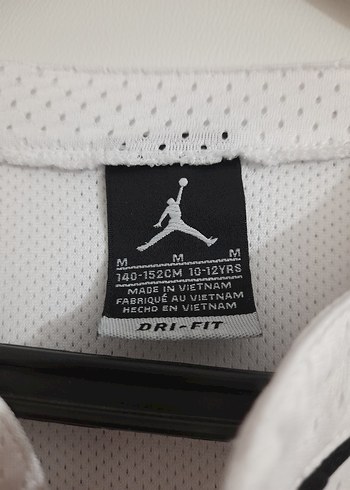 M M M
140-152CM 10-12YRS
MADE IN VIETNAM
FABRIQUÉ AU VIETNAM
HECHO EN VIETNAM
DRI-FIT